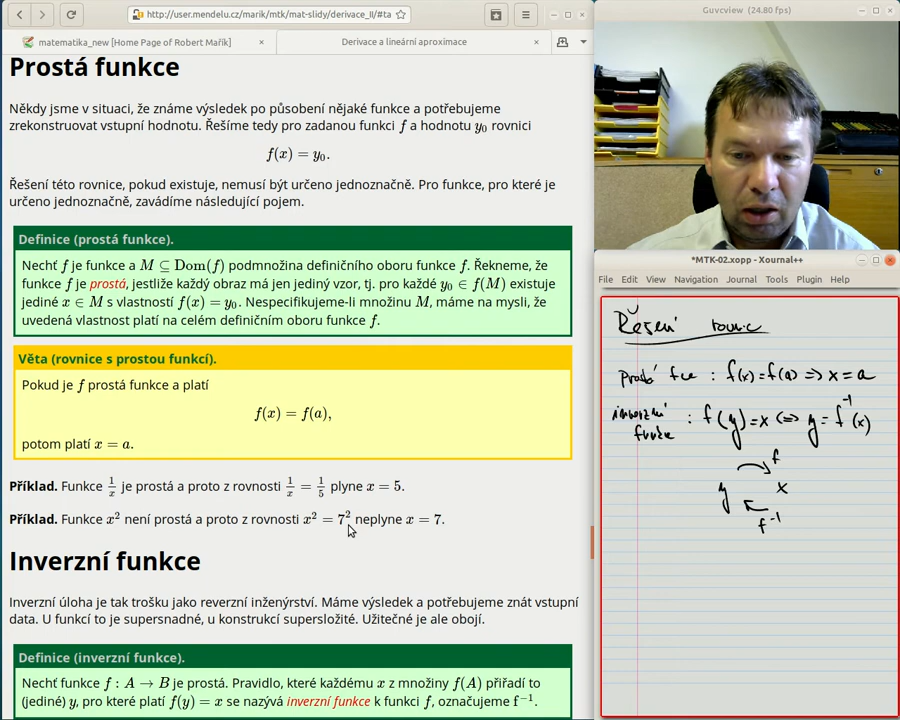 http://user.mendelu.cz/marik/mtk/mat-slidy/derivace_II/#ta
matematika_new [Home Page of Robert Mařík]
Derivace a lineární aproximace
Prostá funkce
Někdy jsme v situaci, že známe výsledek po působení nějaké funkce a potřebujeme
zrekonstruovat vstupní hodnotu. Řešíme tedy pro zadanou funkci f a hodnotu y₀ rovnici
f(x) = y₀.
Řešení této rovnice, pokud existuje, nemusí být určeno jednoznačně. Pro funkce, pro které je
určeno jednoznačně, zavádíme následující pojem.
Definice (prostá funkce).
Nechť f je funkce a M ⊆ Dom(f) podmnožina definičního oboru funkce f. Řekneme, že
funkce f je prostá, jestliže každý obraz má jen jediný vzor, tj. pro každé y₀ ∈ f(M) existuje
jediné x ∈ M s vlastností f(x) = y₀. Nespecifikujeme-li množinu M, máme na mysli, že
uvedená vlastnost platí na celém definičním oboru funkce f.
Věta (rovnice s prostou funkcí).
Pokud je f prostá funkce a platí
f(x) = f(a),
potom platí x = a.
Příklad. Funkce 1/x je prostá a proto z rovnosti 1/x = 1/5 plyne x = 5.
Příklad. Funkce x² není prostá a proto z rovnosti x² = 7² neplyne x = 7.
Inverzní funkce
Inverzní úloha je tak trošku jako reverzní inženýrství. Máme výsledek a potřebujeme znát vstupní
data. U funkcí to je supersnadné, u konstrukcí supersložité. Užitečné je ale obojí.
Definice (inverzní funkce).
Nechť funkce f : A → B je prostá. Pravidlo, které každému x z množiny f(A) přiřadí to
(jediné) y, pro které platí f(y) = x se nazývá inverzní funkce k funkci f, označujeme f⁻¹.
Guvcview (24.80 fps)
*MTK-02.xopp - Xournal++
File Edit View Navigation Journal Tools Plugin Help
Řešení rovnic
prostá fce : f(x)=f(a) ⇒ x=a
inverzní funkce : f(y)=x ⇔ y=f⁻¹(x)
f
y x
f⁻¹